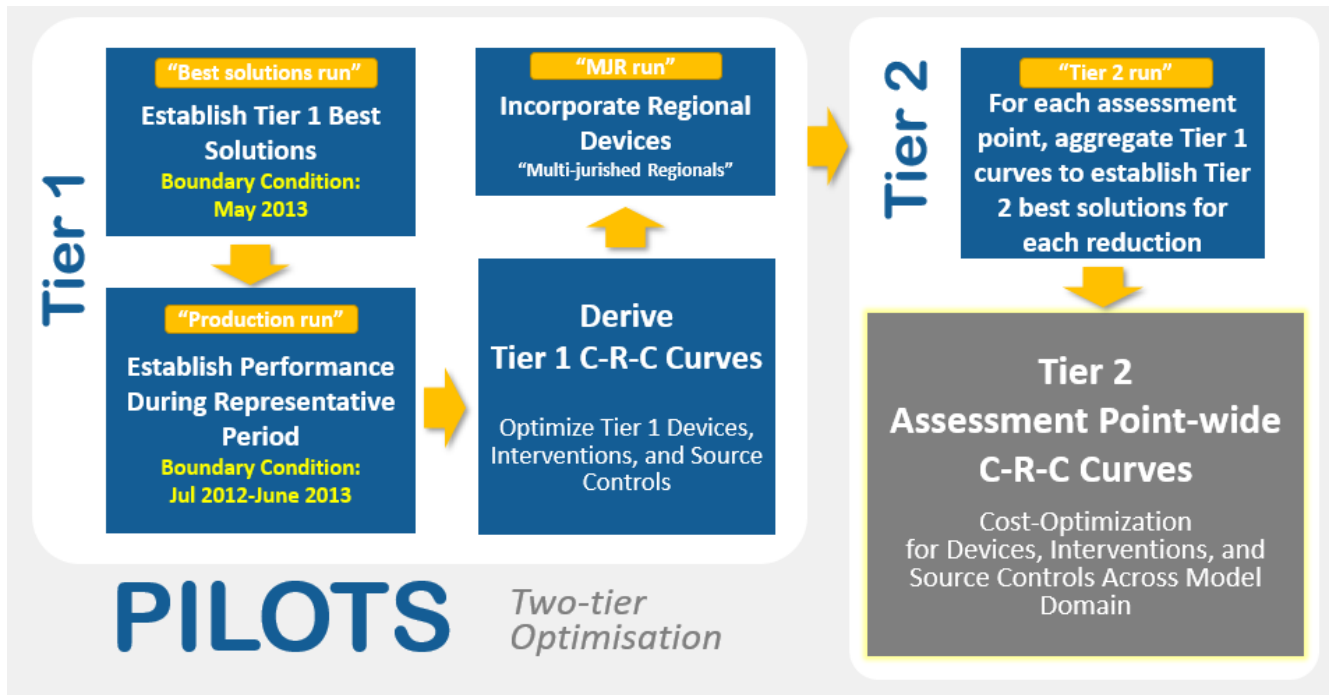 Tier 1
“Best solutions run”
Establish Tier 1 Best
Solutions
Boundary Condition:
May 2013
“Production run”
Establish Performance
During Representative
Period
Boundary Condition:
Jul 2012-June 2013
Derive
Tier 1 C-R-C Curves
Optimize Tier 1 Devices,
Interventions, and Source
Controls
“MJR run”
Incorporate Regional
Devices
“Multi-jurished Regionals”
Tier 2
“Tier 2 run”
For each assessment
point, aggregate Tier 1
curves to establish Tier
2 best solutions for
each reduction
Tier 2
Assessment Point-wide
C-R-C Curves
Cost-Optimization
for Devices, Interventions, and
Source Controls Across Model
Domain
PILOTS
Two-tier
Optimisation